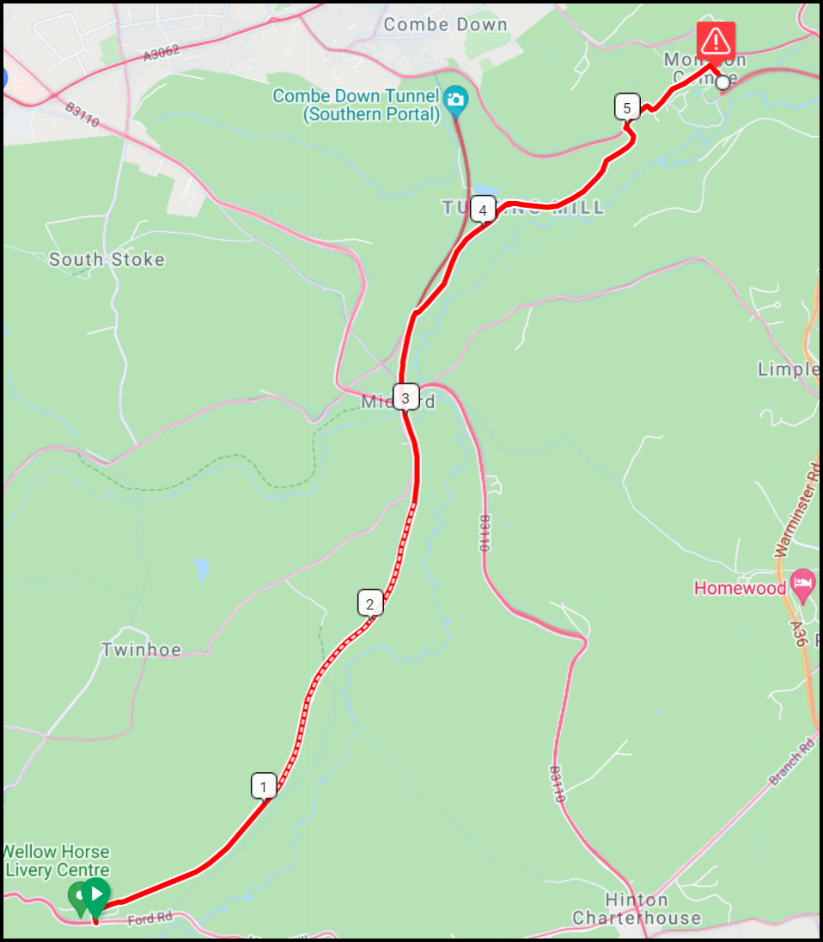 Combe Down
A3062
Combe Down Tunnel
(Southern Portal)
B3110
5
4
South Stoke
Limple
3
Warminster Rd
B3110
Homewood
2
A36
Twinhoe
Branch Rd
B3110
1
Wellow Horse
Livery Centre
Ford Rd
Hinton
Charterhouse